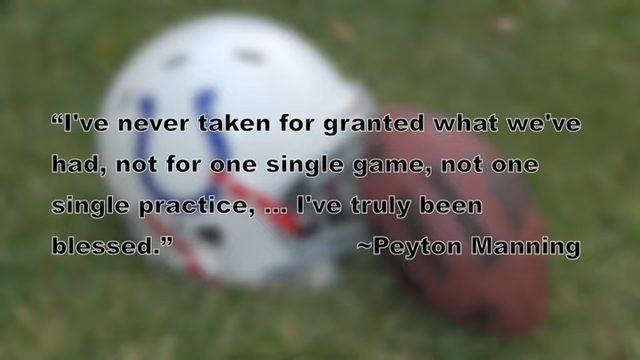 “I've never taken for granted what we've
had, not for one single game, not one
single practice, ... I've truly been
blessed.” ~Peyton Manning